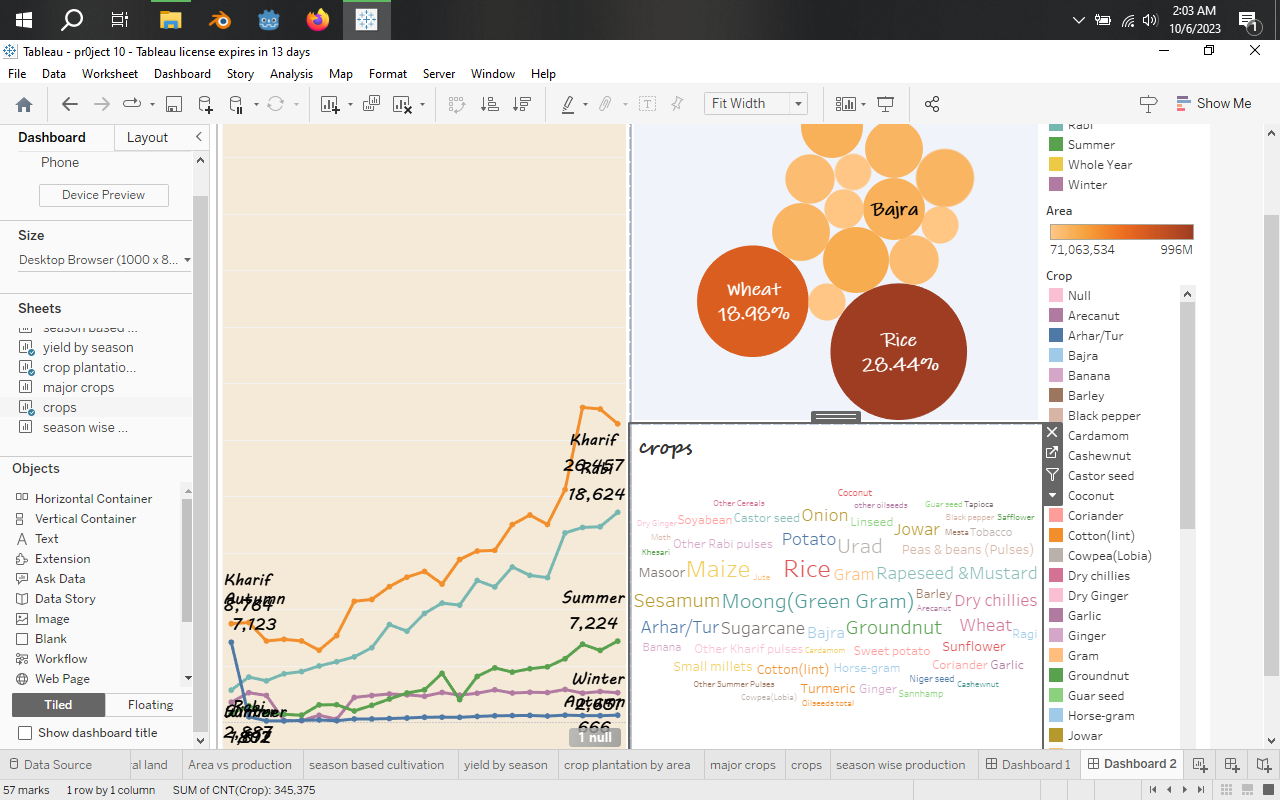 2:03 AM
10/6/2023
1
Tableau - pr0ject 10 - Tableau license expires in 13 days
File Data Worksheet Dashboard Story Analysis Map Format Server Window Help
Fit Width
Show Me
Dashboard Layout
Phone
Device Preview
Size
Desktop Browser (1000 x 8...
Sheets
season based ...
yield by season
crop plantatio...
major crops
crops
season wise ...
Objects
Horizontal Container
Vertical Container
Text
Extension
Ask Data
Data Story
Image
Blank
Workflow
Web Page
Tiled Floating
Show dashboard title
Kharif
26,457
Rabi
18,624
Kharif
8,764
Autumn
7,123
Summer
7,224
Winter
2,651
Autumn
666
Rabi
2,887
1 null
Bajra
Wheat
18.98%
Rice
28.44%
crops
Coconut
Other Cereals
other oilseeds
Guar seed
Tapioca
Dry Ginger
Soyabean
Castor seed
Onion
Linseed
Black pepper
Safflower
Moth
Jowar
Mesta
Tobacco
Khesari
Other Rabi pulses
Potato
Urad
Peas & beans (Pulses)
Masoor
Maize
Jute
Rice
Gram
Rapeseed &Mustard
Sesamum
Moong(Green Gram)
Barley
Arecanut
Dry chillies
Arhar/Tur
Sugarcane
Bajra
Groundnut
Wheat
Ragi
Banana
Other Kharif pulses
Cardamom
Sweet potato
Sunflower
Small millets
Cotton(lint)
Horse-gram
Coriander
Garlic
Other Summer Pulses
Niger seed
Cashewnut
Cowpea(Lobia)
Turmeric
Ginger
Sannhamp
Oilseeds total
Rabi
Summer
Whole Year
Winter
Area
71,063,534 996M
Crop
Null
Arecanut
Arhar/Tur
Bajra
Banana
Barley
Black pepper
Cardamom
Cashewnut
Castor seed
Coconut
Coriander
Cotton(lint)
Cowpea(Lobia)
Dry chillies
Dry Ginger
Garlic
Ginger
Gram
Groundnut
Guar seed
Horse-gram
Jowar
Data Source ral land Area vs production season based cultivation yield by season crop plantation by area major crops crops season wise production Dashboard 1 Dashboard 2
57 marks 1 row by 1 column SUM of CNT(Crop): 345,375